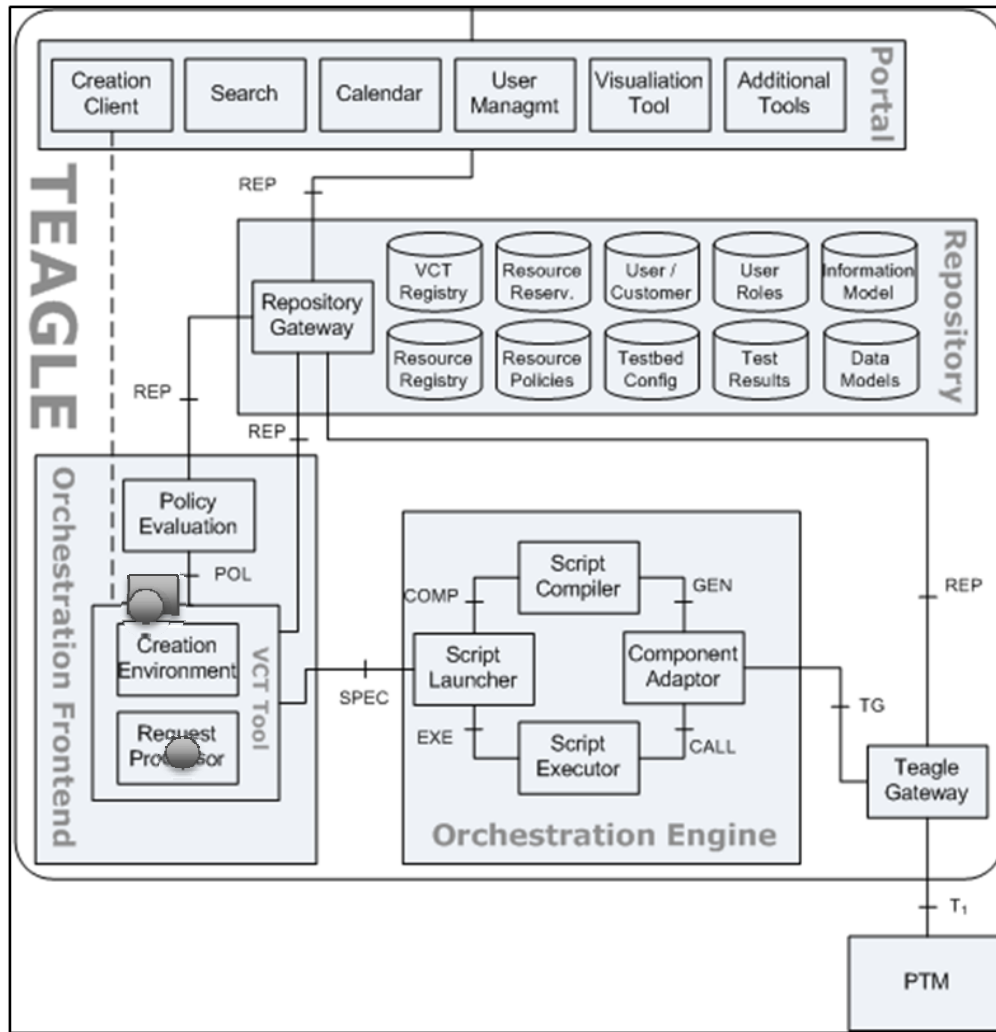 Creation
Client
Search
Calendar
User
Managmt
Visualiation
Tool
Additional
Tools
Portal
TEAGLE
REP
Repository
Gateway
VCT
Registry
Resource
Reserv.
User /
Customer
User
Roles
Information
Model
Resource
Registry
Resource
Policies
Testbed
Config
Test
Results
Data
Models
Repository
REP
REP
Orchestration Frontend
Policy
Evaluation
POL
Creation
Environment
Request
VCT Tool
SPEC
COMP
Script
Compiler
GEN
Script
Launcher
Component
Adaptor
EXE
Script
Executor
CALL
Orchestration Engine
REP
TG
Teagle
Gateway
T₁
PTM